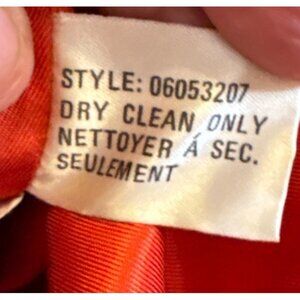 STYLE: 06053207
DRY CLEAN ONLY
NETTOYER Á SEC.
SEULEMENT